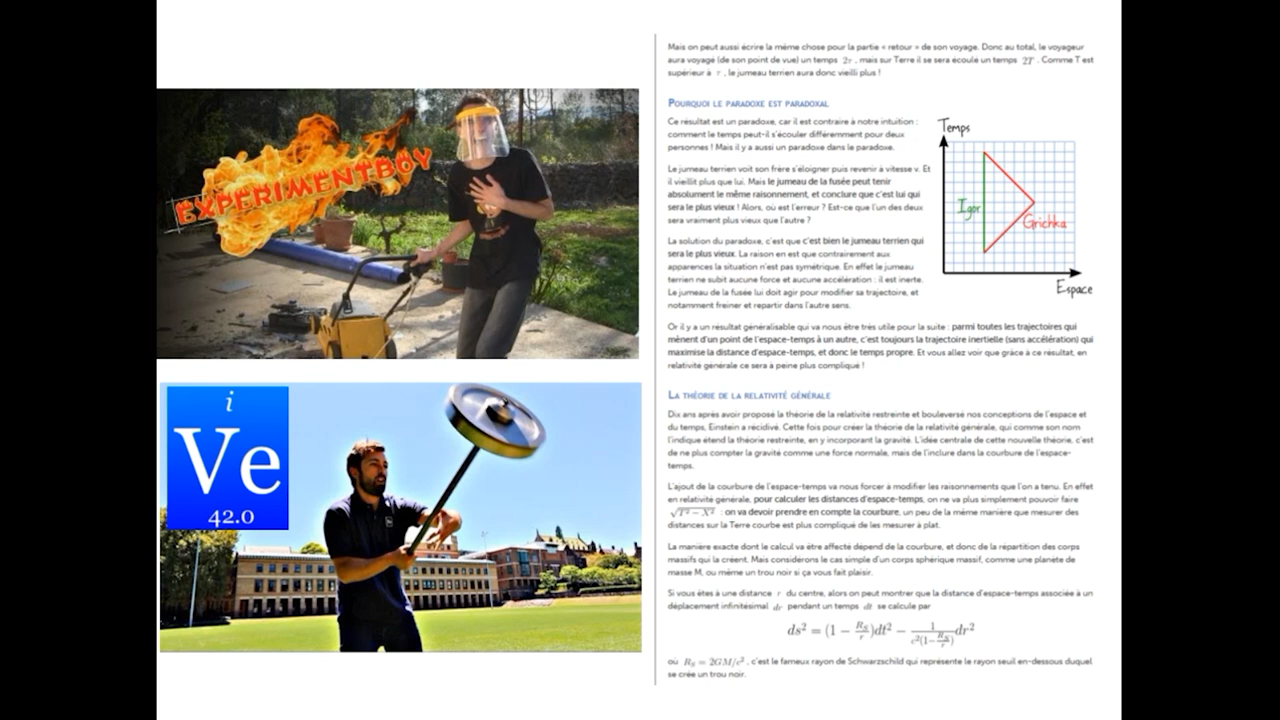 EXPERIMENTBOY
i
Ve
42.0
Mais on peut aussi écrire la même chose pour la partie « retour » de son voyage. Donc au total, le voyageur
aura voyagé (de son point de vue) un temps 2τ , mais sur Terre il se sera écoulé un temps 2T . Comme T est
supérieur à τ , le jumeau terrien aura donc vieilli plus !
POURQUOI LE PARADOXE EST PARADOXAL
Ce résultat est un paradoxe, car il est contraire à notre intuition :
comment le temps peut-il s'écouler différemment pour deux
personnes ! Mais il y a aussi un paradoxe dans le paradoxe.
Le jumeau terrien voit son frère s'éloigner puis revenir à vitesse v. Et
il vieillit plus que lui. Mais le jumeau de la fusée peut tenir
absolument le même raisonnement, et conclure que c'est lui qui
sera le plus vieux ! Alors, où est l'erreur ? Est-ce que l'un des deux
sera vraiment plus vieux que l'autre ?
La solution du paradoxe, c'est que c'est bien le jumeau terrien qui
sera le plus vieux. La raison en est que contrairement aux
apparences la situation n'est pas symétrique. En effet le jumeau
terrien ne subit aucune force et aucune accélération : il est inerte.
Le jumeau de la fusée lui doit agir pour modifier sa trajectoire, et
notamment freiner et repartir dans l'autre sens.
Temps
Igor
Grichka
Espace
Or il y a un résultat généralisable qui va nous être très utile pour la suite : parmi toutes les trajectoires qui
mènent d'un point de l'espace-temps à un autre, c'est toujours la trajectoire inertielle (sans accélération) qui
maximise la distance d'espace-temps, et donc le temps propre. Et vous allez voir que grâce à ce résultat, en
relativité générale ce sera à peine plus compliqué !
LA THÉORIE DE LA RELATIVITÉ GÉNÉRALE
Dix ans après avoir proposé la théorie de la relativité restreinte et bouleversé nos conceptions de l'espace et
du temps, Einstein a récidivé. Cette fois pour créer la théorie de la relativité générale, qui comme son nom
l'indique étend la théorie restreinte, en y incorporant la gravité. L'idée centrale de cette nouvelle théorie, c'est
de ne plus compter la gravité comme une force normale, mais de l'inclure dans la courbure de l'espace-
temps.
L'ajout de la courbure de l'espace-temps va nous forcer à modifier les raisonnements que l'on a tenu. En effet
en relativité générale, pour calculer les distances d'espace-temps, on ne va plus simplement pouvoir faire
√(T² − X²) : on va devoir prendre en compte la courbure, un peu de la même manière que mesurer des
distances sur la Terre courbe est plus compliqué de les mesurer à plat.
La manière exacte dont le calcul va être affecté dépend de la courbure, et donc de la répartition des corps
massifs qui la créent. Mais considérons le cas simple d'un corps sphérique massif, comme une planète de
masse M, ou même un trou noir si ça vous fait plaisir.
Si vous êtes à une distance r du centre, alors on peut montrer que la distance d'espace-temps associée à un
déplacement infinitésimal dr pendant un temps dt se calcule par
ds² = (1 − R_S/r)dt² − 1/(c²(1−R_S/r)) dr²
où R_S = 2GM/c² , c'est le fameux rayon de Schwarzschild qui représente le rayon seuil en-dessous duquel
se crée un trou noir.